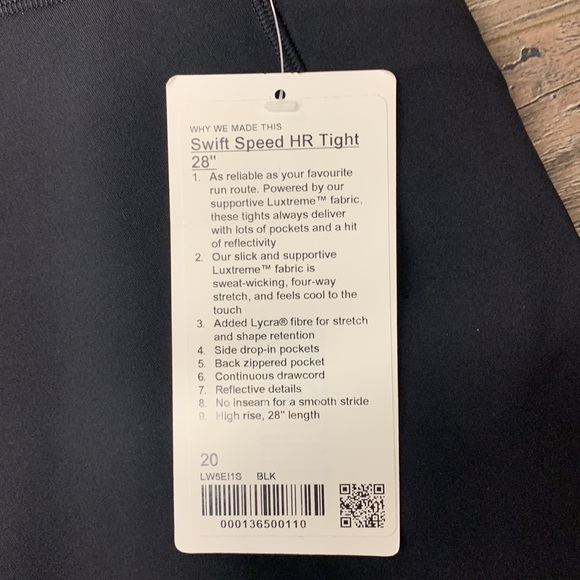 WHY WE MADE THIS
Swift Speed HR Tight
28"
1. As reliable as your favourite
run route. Powered by our
supportive Luxtreme™ fabric,
these tights always deliver
with lots of pockets and a hit
of reflectivity
2. Our slick and supportive
Luxtreme™ fabric is
sweat-wicking, four-way
stretch, and feels cool to the
touch
3. Added Lycra® fibre for stretch
and shape retention
4. Side drop-in pockets
5. Back zippered pocket
6. Continuous drawcord
7. Reflective details
8. No inseam for a smooth stride
9. High rise, 28" length
20
LW5EI1S BLK
000136500110